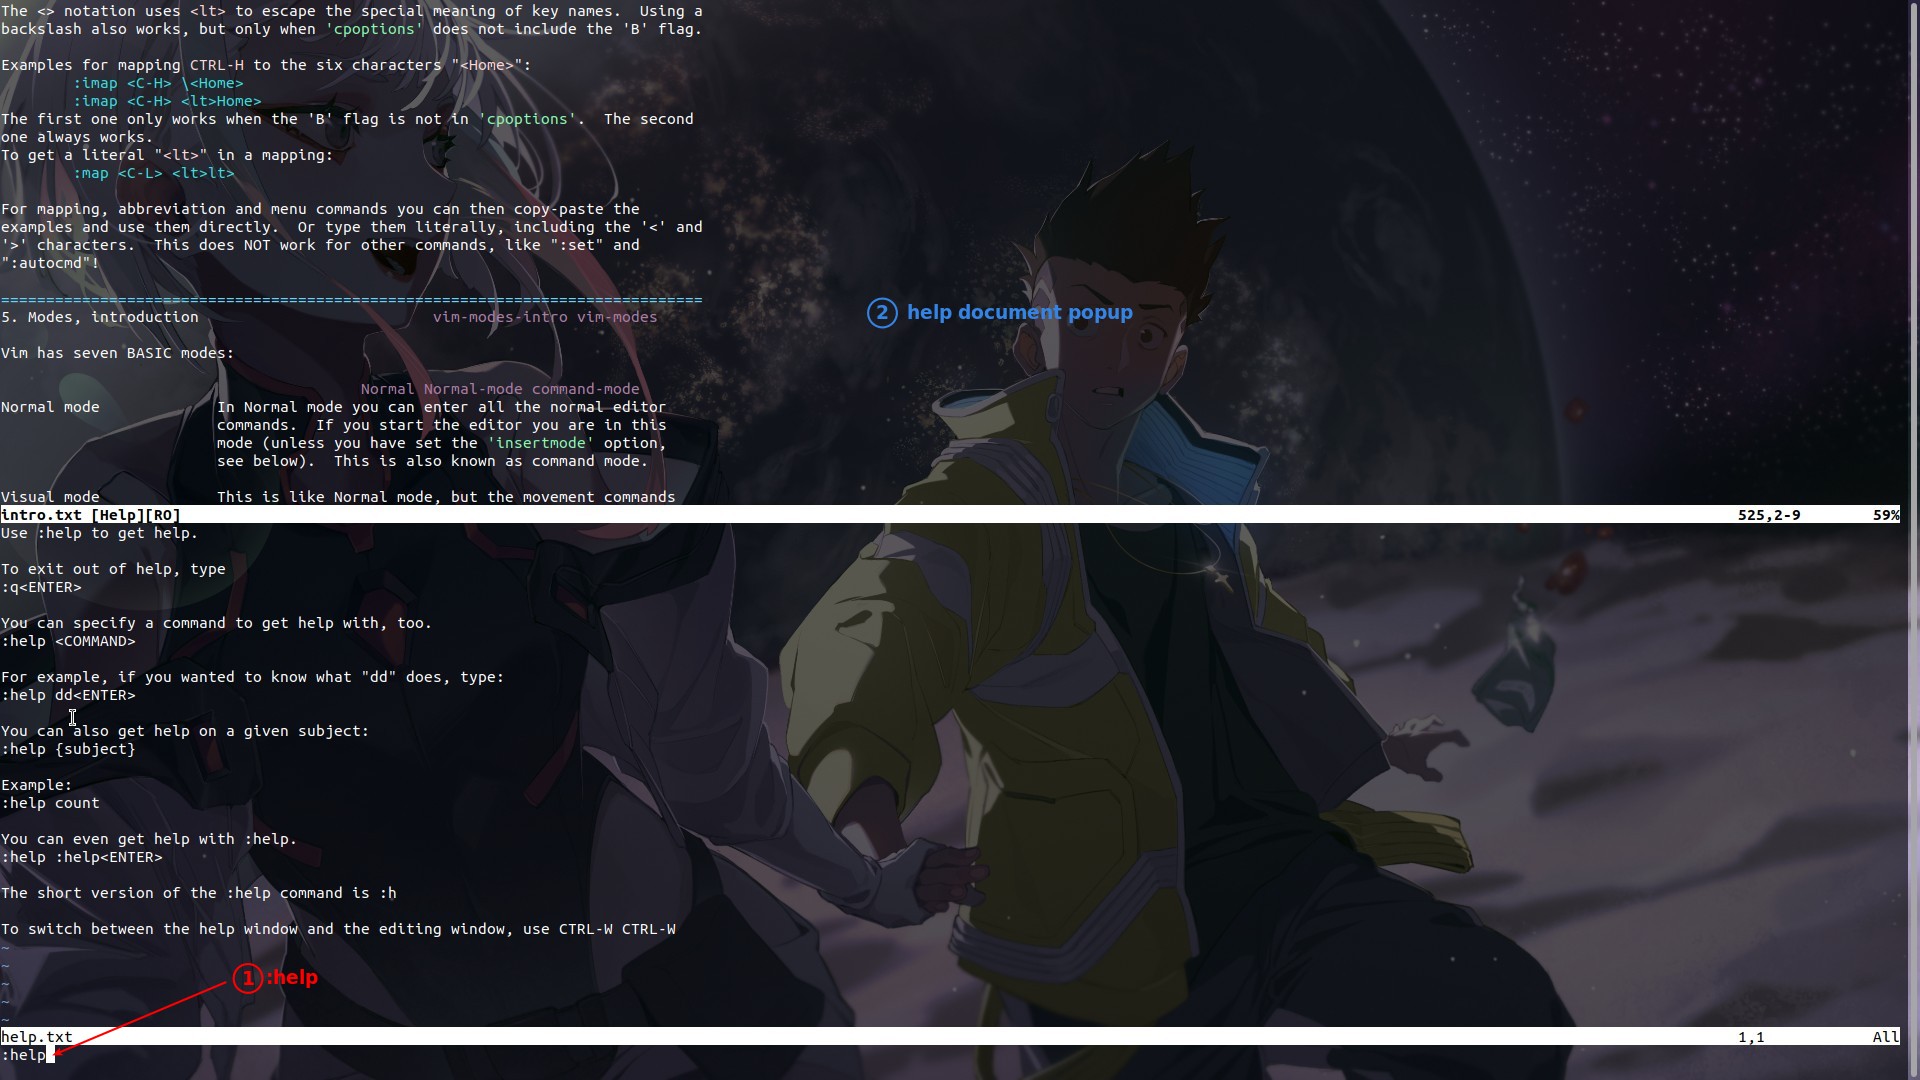 The <> notation uses <lt> to escape the special meaning of key names.  Using a
backslash also works, but only when 'cpoptions' does not include the 'B' flag.
Examples for mapping CTRL-H to the six characters "<Home>":
:imap <C-H> \<Home>
:imap <C-H> <lt>Home>
The first one only works when the 'B' flag is not in 'cpoptions'.  The second
one always works.
To get a literal "<lt>" in a mapping:
:map <C-L> <lt>lt>
For mapping, abbreviation and menu commands you can then copy-paste the
examples and use them directly.  Or type them literally, including the '<' and
'>' characters.  This does NOT work for other commands, like ":set" and
":autocmd"!
==============================================================================
5. Modes, introduction                          vim-modes-intro vim-modes
② help document popup
Vim has seven BASIC modes:
Normal Normal-mode command-mode
Normal mode             In Normal mode you can enter all the normal editor
commands.  If you start the editor you are in this
mode (unless you have set the 'insertmode' option,
see below).  This is also known as command mode.
Visual mode             This is like Normal mode, but the movement commands
intro.txt [Help][RO]                    525,2-9        59%
Use :help to get help.
To exit out of help, type
:q<ENTER>
You can specify a command to get help with, too.
:help <COMMAND>
For example, if you wanted to know what "dd" does, type:
:help dd<ENTER>
You can also get help on a given subject:
:help {subject}
Example:
:help count
You can even get help with :help.
:help :help<ENTER>
The short version of the :help command is :h
To switch between the help window and the editing window, use CTRL-W CTRL-W
~
~
~
① :help
~
~
help.txt                    1,1            All
:help